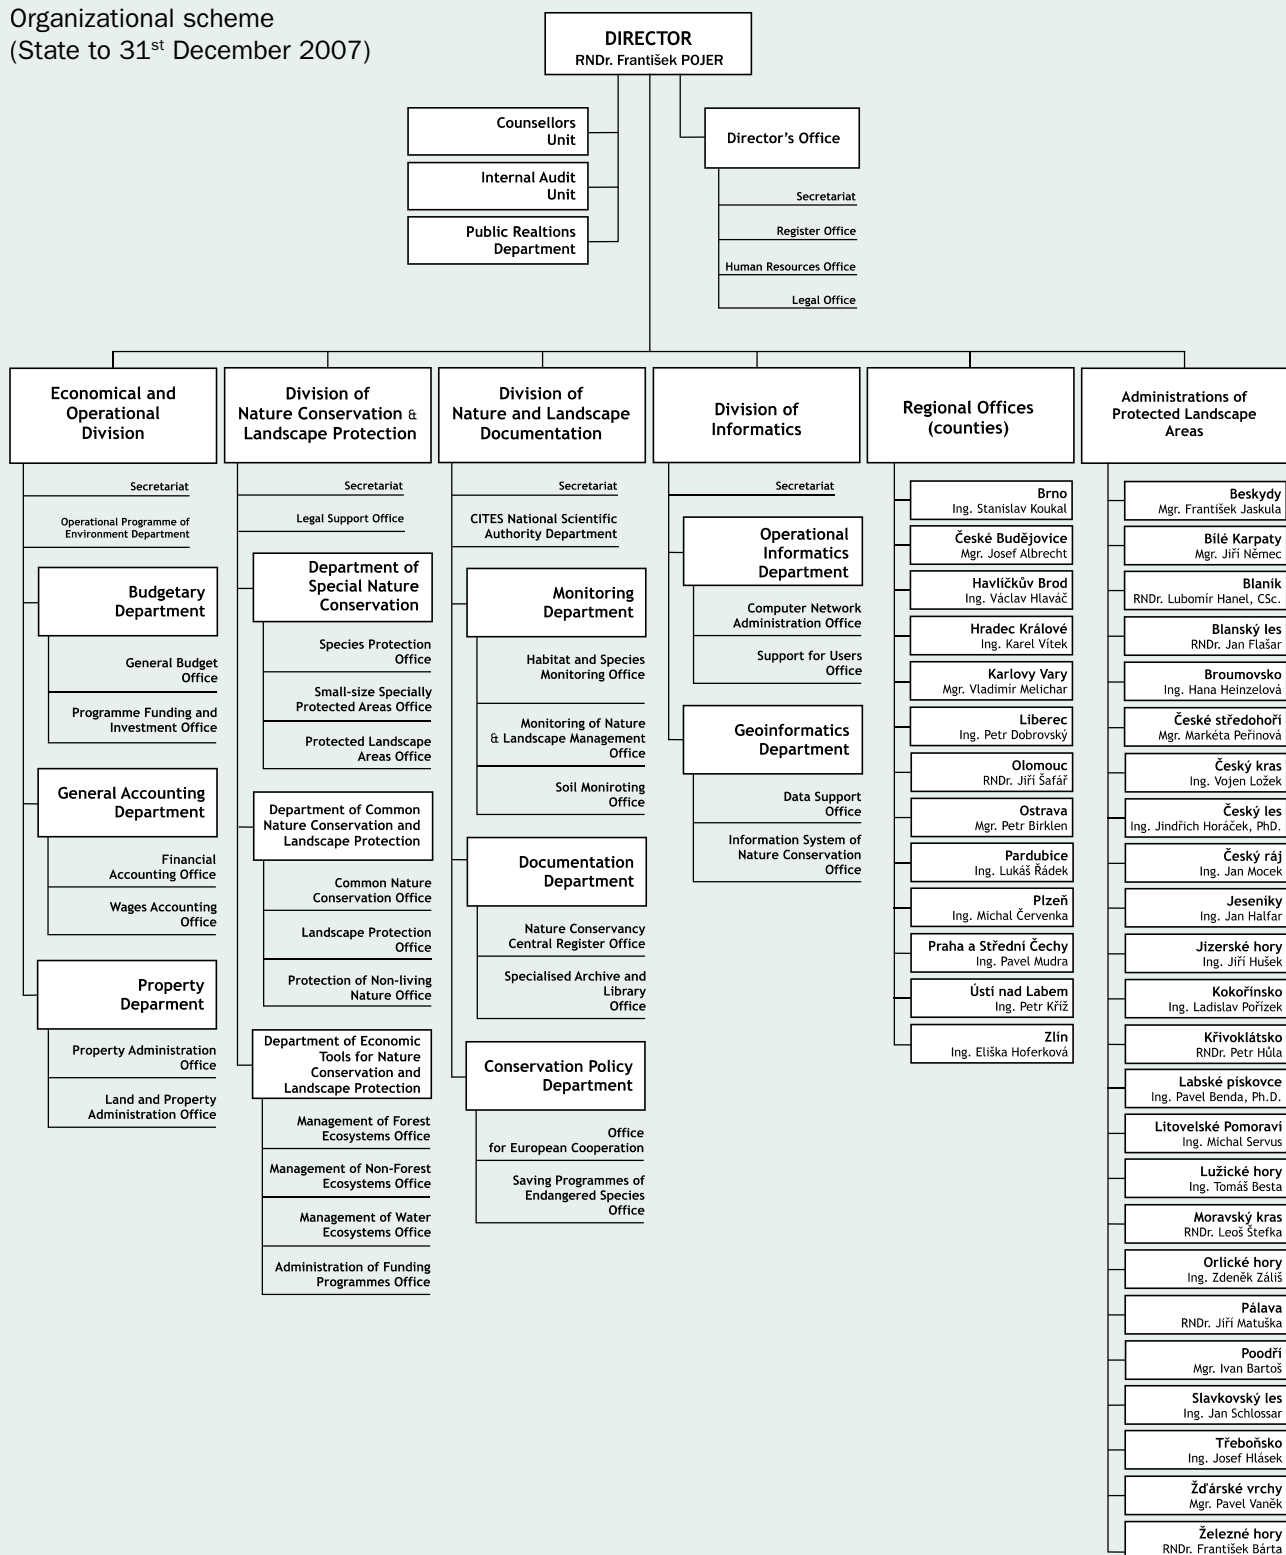 Organizational scheme
(State to 31st December 2007)
DIRECTOR
RNDr. František POJER
Counsellors
Unit
Internal Audit
Unit
Public Realtions
Department
Director’s Office
Secretariat
Register Office
Human Resources Office
Legal Office
Economical and
Operational
Division
Secretariat
Operational Programme of
Environment Department
Budgetary
Department
General Budget
Office
Programme Funding and
Investment Office
General Accounting
Department
Financial
Accounting Office
Wages Accounting
Office
Property
Deparment
Property Administration
Office
Land and Property
Administration Office
Division of
Nature Conservation &
Landscape Protection
Secretariat
Legal Support Office
Department of
Special Nature
Conservation
Species Protection
Office
Small-size Specially
Protected Areas Office
Protected Landscape
Areas Office
Department of Common
Nature Conservation and
Landscape Protection
Common Nature
Conservation Office
Landscape Protection
Office
Protection of Non-living
Nature Office
Department of Economic
Tools for Nature
Conservation and
Landscape Protection
Management of Forest
Ecosystems Office
Management of Non-Forest
Ecosystems Office
Management of Water
Ecosystems Office
Administration of Funding
Programmes Office
Division of
Nature and Landscape
Documentation
Secretariat
CITES National Scientific
Authority Department
Monitoring
Department
Habitat and Species
Monitoring Office
Monitoring of Nature
& Landscape Management
Office
Soil Moniroting
Office
Documentation
Department
Nature Conservancy
Central Register Office
Specialised Archive and
Library
Office
Conservation Policy
Department
Office
for European Cooperation
Saving Programmes of
Endangered Species
Office
Division of
Informatics
Secretariat
Operational
Informatics
Department
Computer Network
Administration Office
Support for Users
Office
Geoinformatics
Department
Data Support
Office
Information System of
Nature Conservation
Office
Regional Offices
(counties)
Brno
Ing. Stanislav Koukal
České Budějovice
Mgr. Josef Albrecht
Havlíčkův Brod
Ing. Václav Hlaváč
Hradec Králové
Ing. Karel Vítek
Karlovy Vary
Mgr. Vladimír Melichar
Liberec
Ing. Petr Dobrovský
Olomouc
RNDr. Jiří Šafář
Ostrava
Mgr. Petr Birklen
Pardubice
Ing. Lukáš Řádek
Plzeň
Ing. Michal Červenka
Praha a Střední Čechy
Ing. Pavel Mudra
Ústí nad Labem
Ing. Petr Kříž
Zlín
Ing. Eliška Hoferková
Administrations of
Protected Landscape
Areas
Beskydy
Mgr. František Jaskula
Bílé Karpaty
Mgr. Jiří Němec
Blaník
RNDr. Lubomír Hanel, CSc.
Blanský les
RNDr. Jan Flašar
Broumovsko
Ing. Hana Heinzelová
České středohoří
Mgr. Markéta Peřinová
Český kras
Ing. Vojen Ložek
Český les
Ing. Jindřich Horáček, PhD.
Český ráj
Ing. Jan Mocek
Jeseníky
Ing. Jan Halfar
Jizerské hory
Ing. Jiří Hušek
Kokořínsko
Ing. Ladislav Pořízek
Křivoklátsko
RNDr. Petr Hůla
Labské pískovce
Ing. Pavel Benda, Ph.D.
Litovelské Pomoraví
Ing. Michal Servus
Lužické hory
Ing. Tomáš Besta
Moravský kras
RNDr. Leoš Štefka
Orlické hory
Ing. Zdeněk Záliš
Pálava
RNDr. Jiří Matuška
Poodří
Mgr. Ivan Bartoš
Slavkovský les
Ing. Jan Schlossar
Třeboňsko
Ing. Josef Hlásek
Žďárské vrchy
Mgr. Pavel Vaněk
Železné hory
RNDr. František Bárta